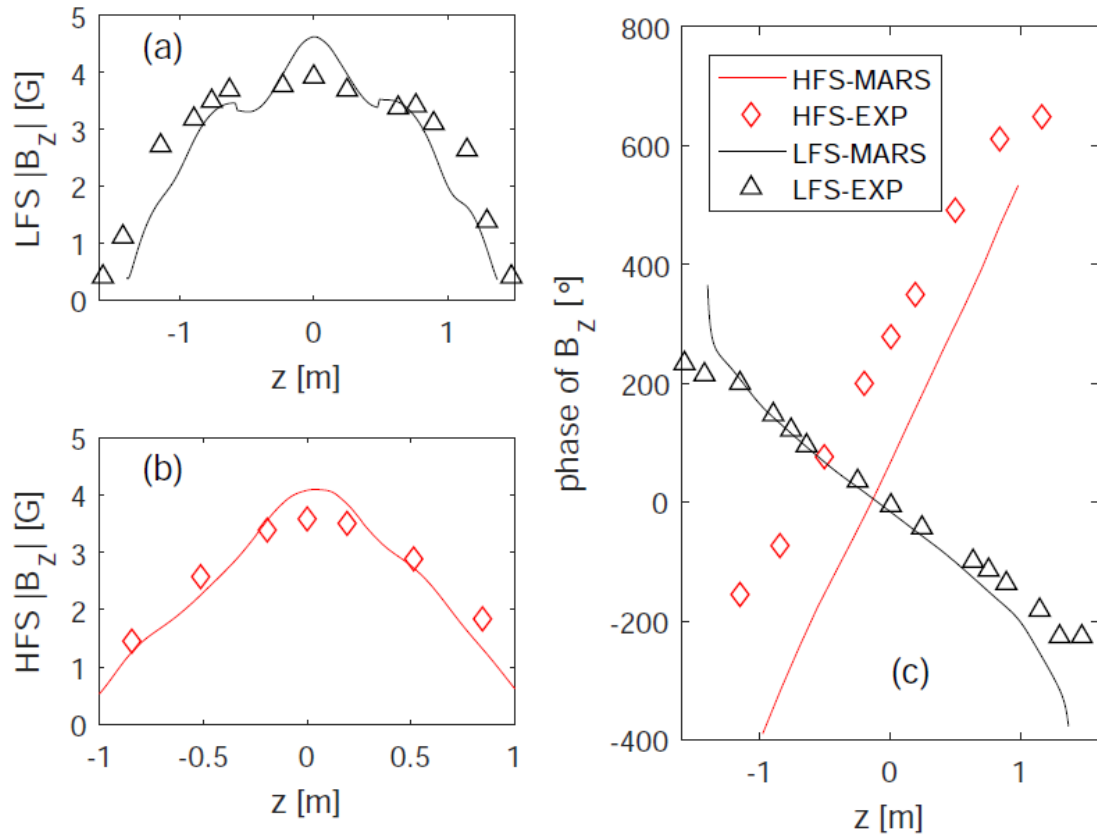 (a)
LFS |B_Z| [G]
5
4
3
2
1
0
-1
0
1
z [m]
(b)
HFS |B_Z| [G]
5
4
3
2
1
0
-1
-0.5
0
0.5
1
z [m]
HFS-MARS
HFS-EXP
LFS-MARS
LFS-EXP
phase of B_Z [°]
800
600
400
200
0
-200
-400
(c)
-1
0
1
z [m]